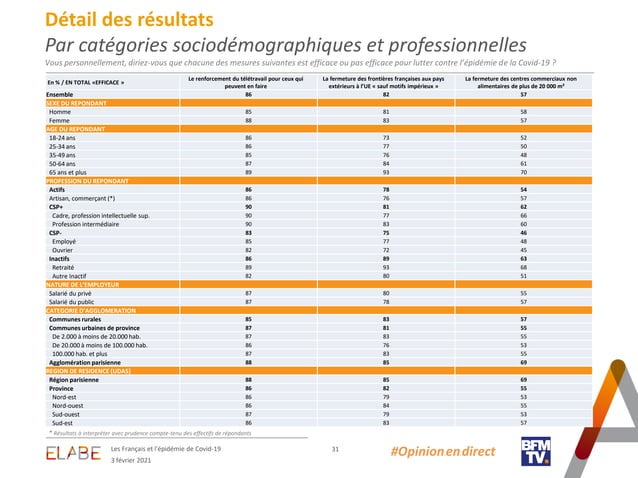 Détail des résultats
Par catégories sociodémographiques et professionnelles
Vous personnellement, diriez-vous que chacune des mesures suivantes est efficace ou pas efficace pour lutter contre l'épidémie de la Covid-19 ?
En % / EN TOTAL «EFFICACE » Le renforcement du télétravail pour ceux qui peuvent en faire La fermeture des frontières françaises aux pays extérieurs à l'UE « sauf motifs impérieux » La fermeture des centres commerciaux non alimentaires de plus de 20 000 m²
Ensemble 86 82 57
SEXE DU REPONDANT
Homme 85 81 58
Femme 88 83 57
AGE DU REPONDANT
18-24 ans 86 73 52
25-34 ans 86 77 50
35-49 ans 85 76 48
50-64 ans 87 84 61
65 ans et plus 89 93 70
PROFESSION DU REPONDANT
Actifs 86 78 54
Artisan, commerçant (*) 86 76 57
CSP+ 90 81 62
Cadre, profession intellectuelle sup. 90 77 66
Profession intermédiaire 90 83 60
CSP- 83 75 46
Employé 85 77 48
Ouvrier 82 72 45
Inactifs 86 89 63
Retraité 89 93 68
Autre Inactif 82 80 51
NATURE DE L'EMPLOYEUR
Salarié du privé 87 80 55
Salarié du public 87 78 57
CATEGORIE D'AGGLOMERATION
Communes rurales 85 83 57
Communes urbaines de province 87 81 55
De 2.000 à moins de 20.000 hab. 87 83 55
De 20.000 à moins de 100.000 hab. 86 76 53
100.000 hab. et plus 87 83 55
Agglomération parisienne 88 85 69
REGION DE RESIDENCE (UDA5)
Région parisienne 88 85 69
Province 86 82 55
Nord-est 86 79 53
Nord-ouest 86 84 55
Sud-ouest 87 79 53
Sud-est 86 83 57
* Résultats à interpréter avec prudence compte-tenu des effectifs de répondants
ELABE
Les Français et l'épidémie de Covid-19
3 février 2021
31
#Opinionendirect
BFM
TV.